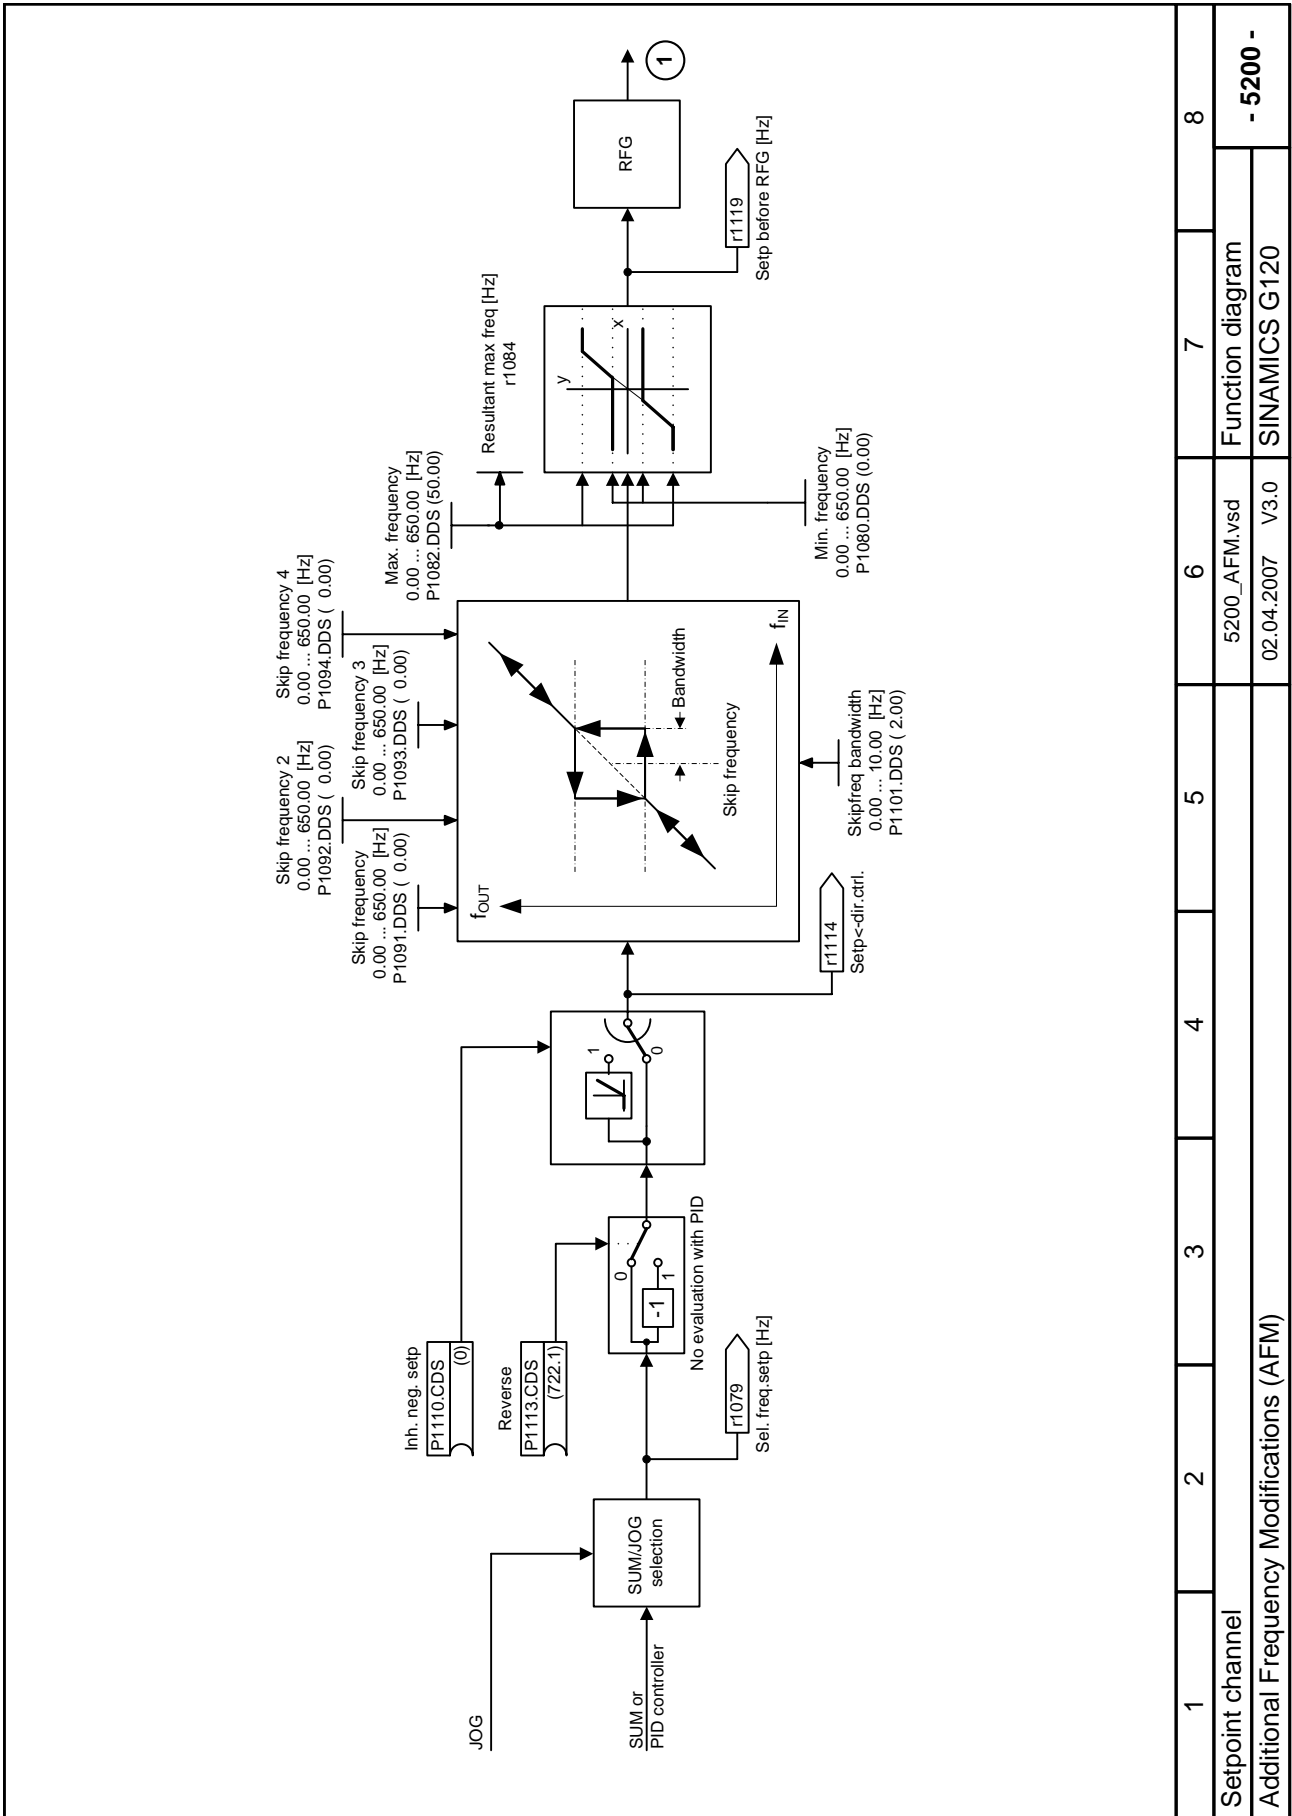 JOG
SUM or
PID controller
SUM/JOG
selection
r1079
Sel. freq.setp [Hz]
Inh. neg. setp
P1110.CDS
(0)
Reverse
P1113.CDS
(722.1)
0
1
-1
No evaluation with PID
1
0
r1114
Setp<-dir.ctrl.
Skip frequency
0.00 ... 650.00 [Hz]
P1091.DDS ( 0.00)
Skip frequency 2
0.00 ... 650.00 [Hz]
P1092.DDS ( 0.00)
Skip frequency 3
0.00 ... 650.00 [Hz]
P1093.DDS ( 0.00)
Skip frequency 4
0.00 ... 650.00 [Hz]
P1094.DDS ( 0.00)
fOUT
fIN
Bandwidth
Skip frequency
Skipfreq bandwidth
0.00 ... 10.00 [Hz]
P1101.DDS ( 2.00)
Max. frequency
0.00 ... 650.00 [Hz]
P1082.DDS (50.00)
Resultant max freq [Hz]
r1084
Min. frequency
0.00 ... 650.00 [Hz]
P1080.DDS (0.00)
y
x
r1119
Setp before RFG [Hz]
RFG
1
1 2 3 4 5 6 7 8
Setpoint channel
5200_AFM.vsd
Function diagram
- 5200 -
Additional Frequency Modifications (AFM)
02.04.2007 V3.0
SINAMICS G120